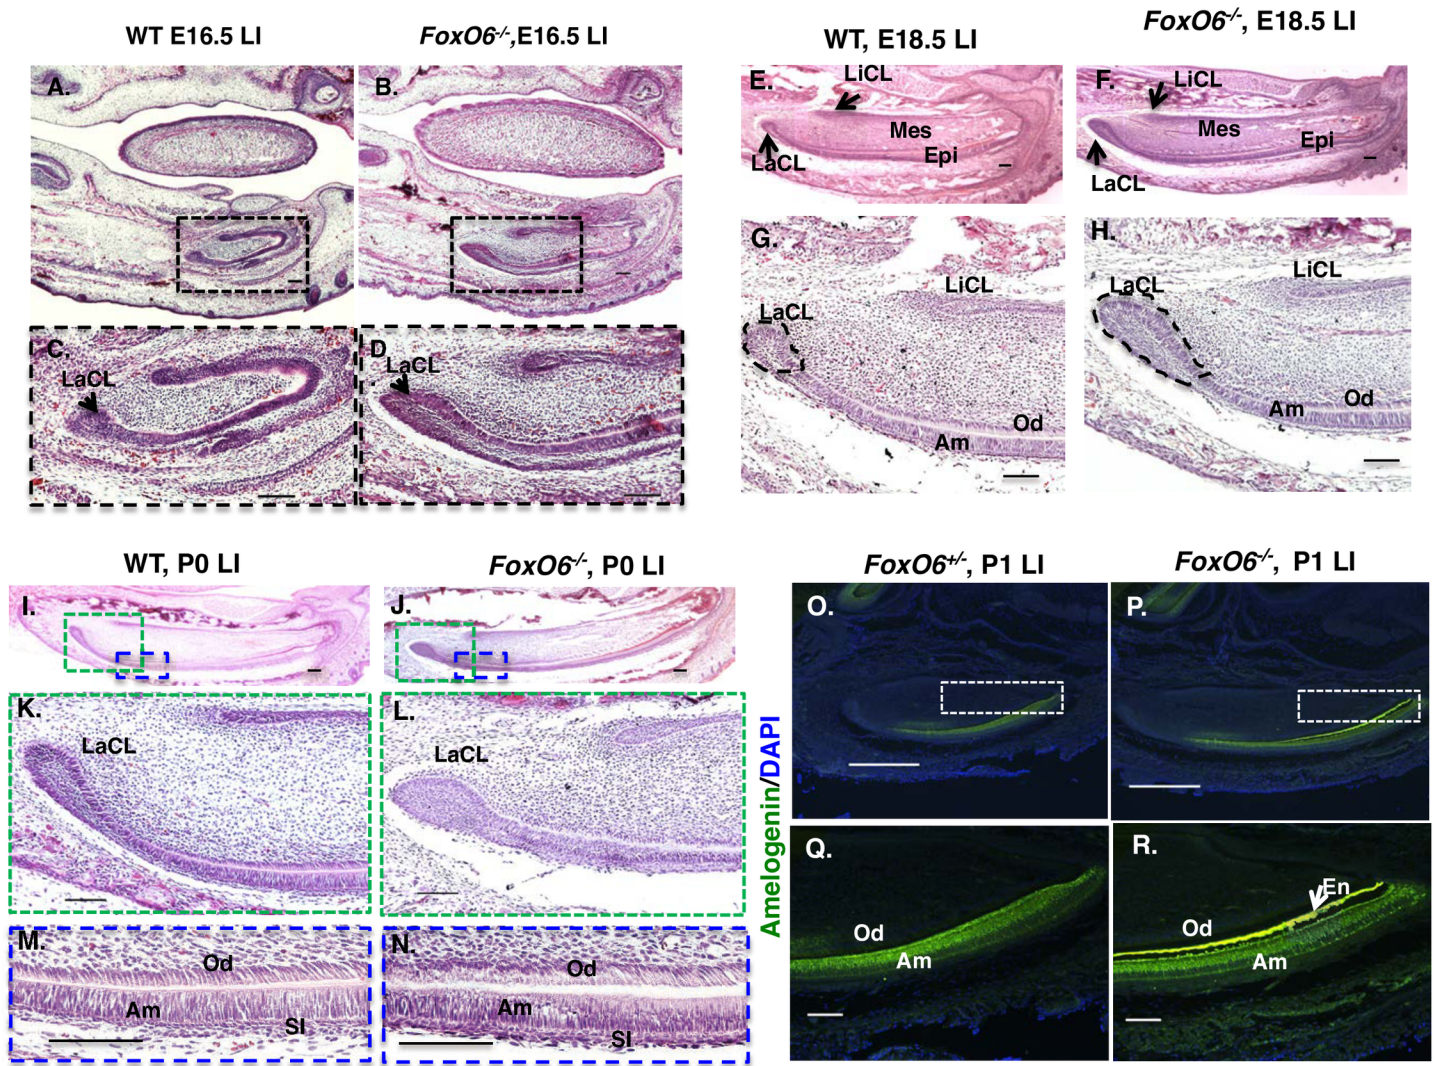 WT E16.5 LI
FoxO6-/-,E16.5 LI
WT, E18.5 LI
FoxO6-/-, E18.5 LI
A.
B.
E.
LiCL
Mes
Epi
LaCL
F.
LiCL
Mes
Epi
LaCL
C.
LaCL
D.
LaCL
G.
LiCL
LaCL
Od
Am
H.
LiCL
LaCL
Od
Am
WT, P0 LI
FoxO6-/-, P0 LI
FoxO6+/-, P1 LI
FoxO6-/-, P1 LI
I.
J.
O.
P.
K.
LaCL
L.
LaCL
Amelogenin/DAPI
Q.
Od
Am
R.
En
Od
Am
M.
Od
Am
SI
N.
Od
Am
SI